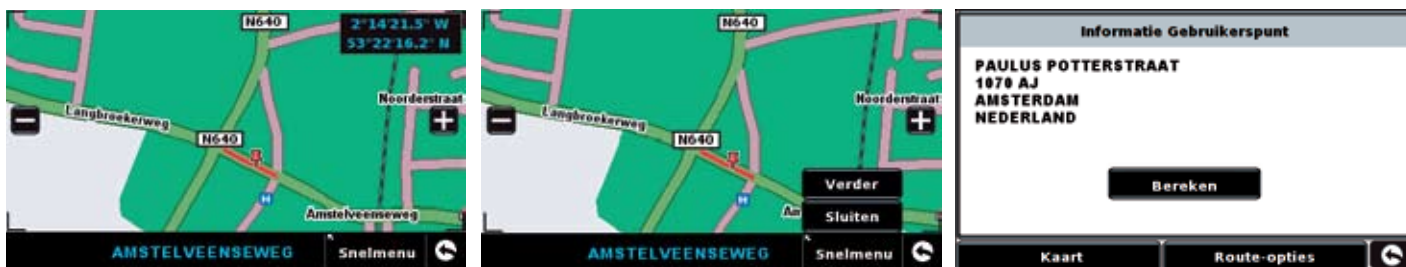 N640
2°14'21.5" W
53°22'16.2" N
Noorderstraat
Langbroekerweg
N640
H
Amstelveenseweg
AMSTELVEENSEWEG
Snelmenu
N640
Noorderstraat
Langbroekerweg
N640
H
Verder
Am
Sluiten
AMSTELVEENSEWEG
Snelmenu
Informatie Gebruikerspunt
PAULUS POTTERSTRAAT
1070 AJ
AMSTERDAM
NEDERLAND
Bereken
Kaart
Route-opties